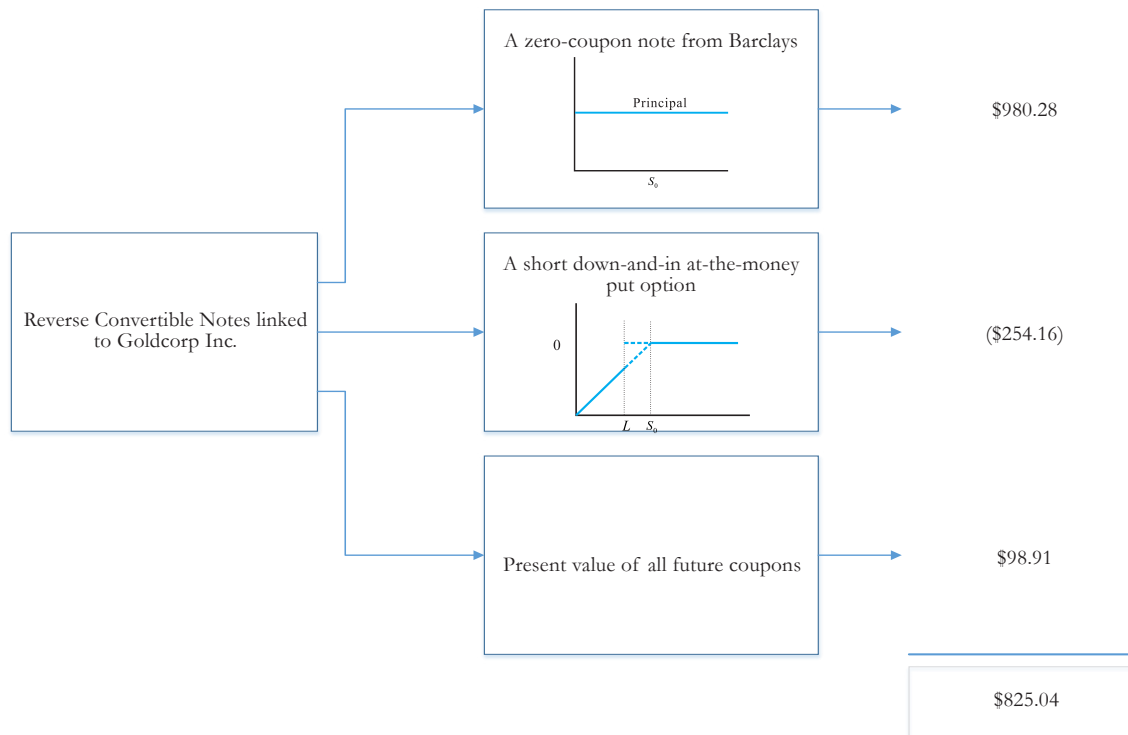 A zero-coupon note from Barclays
Principal
S₀
$980.28
Reverse Convertible Notes linked
to Goldcorp Inc.
A short down-and-in at-the-money
put option
0
L S₀
($254.16)
Present value of all future coupons
$98.91
$825.04